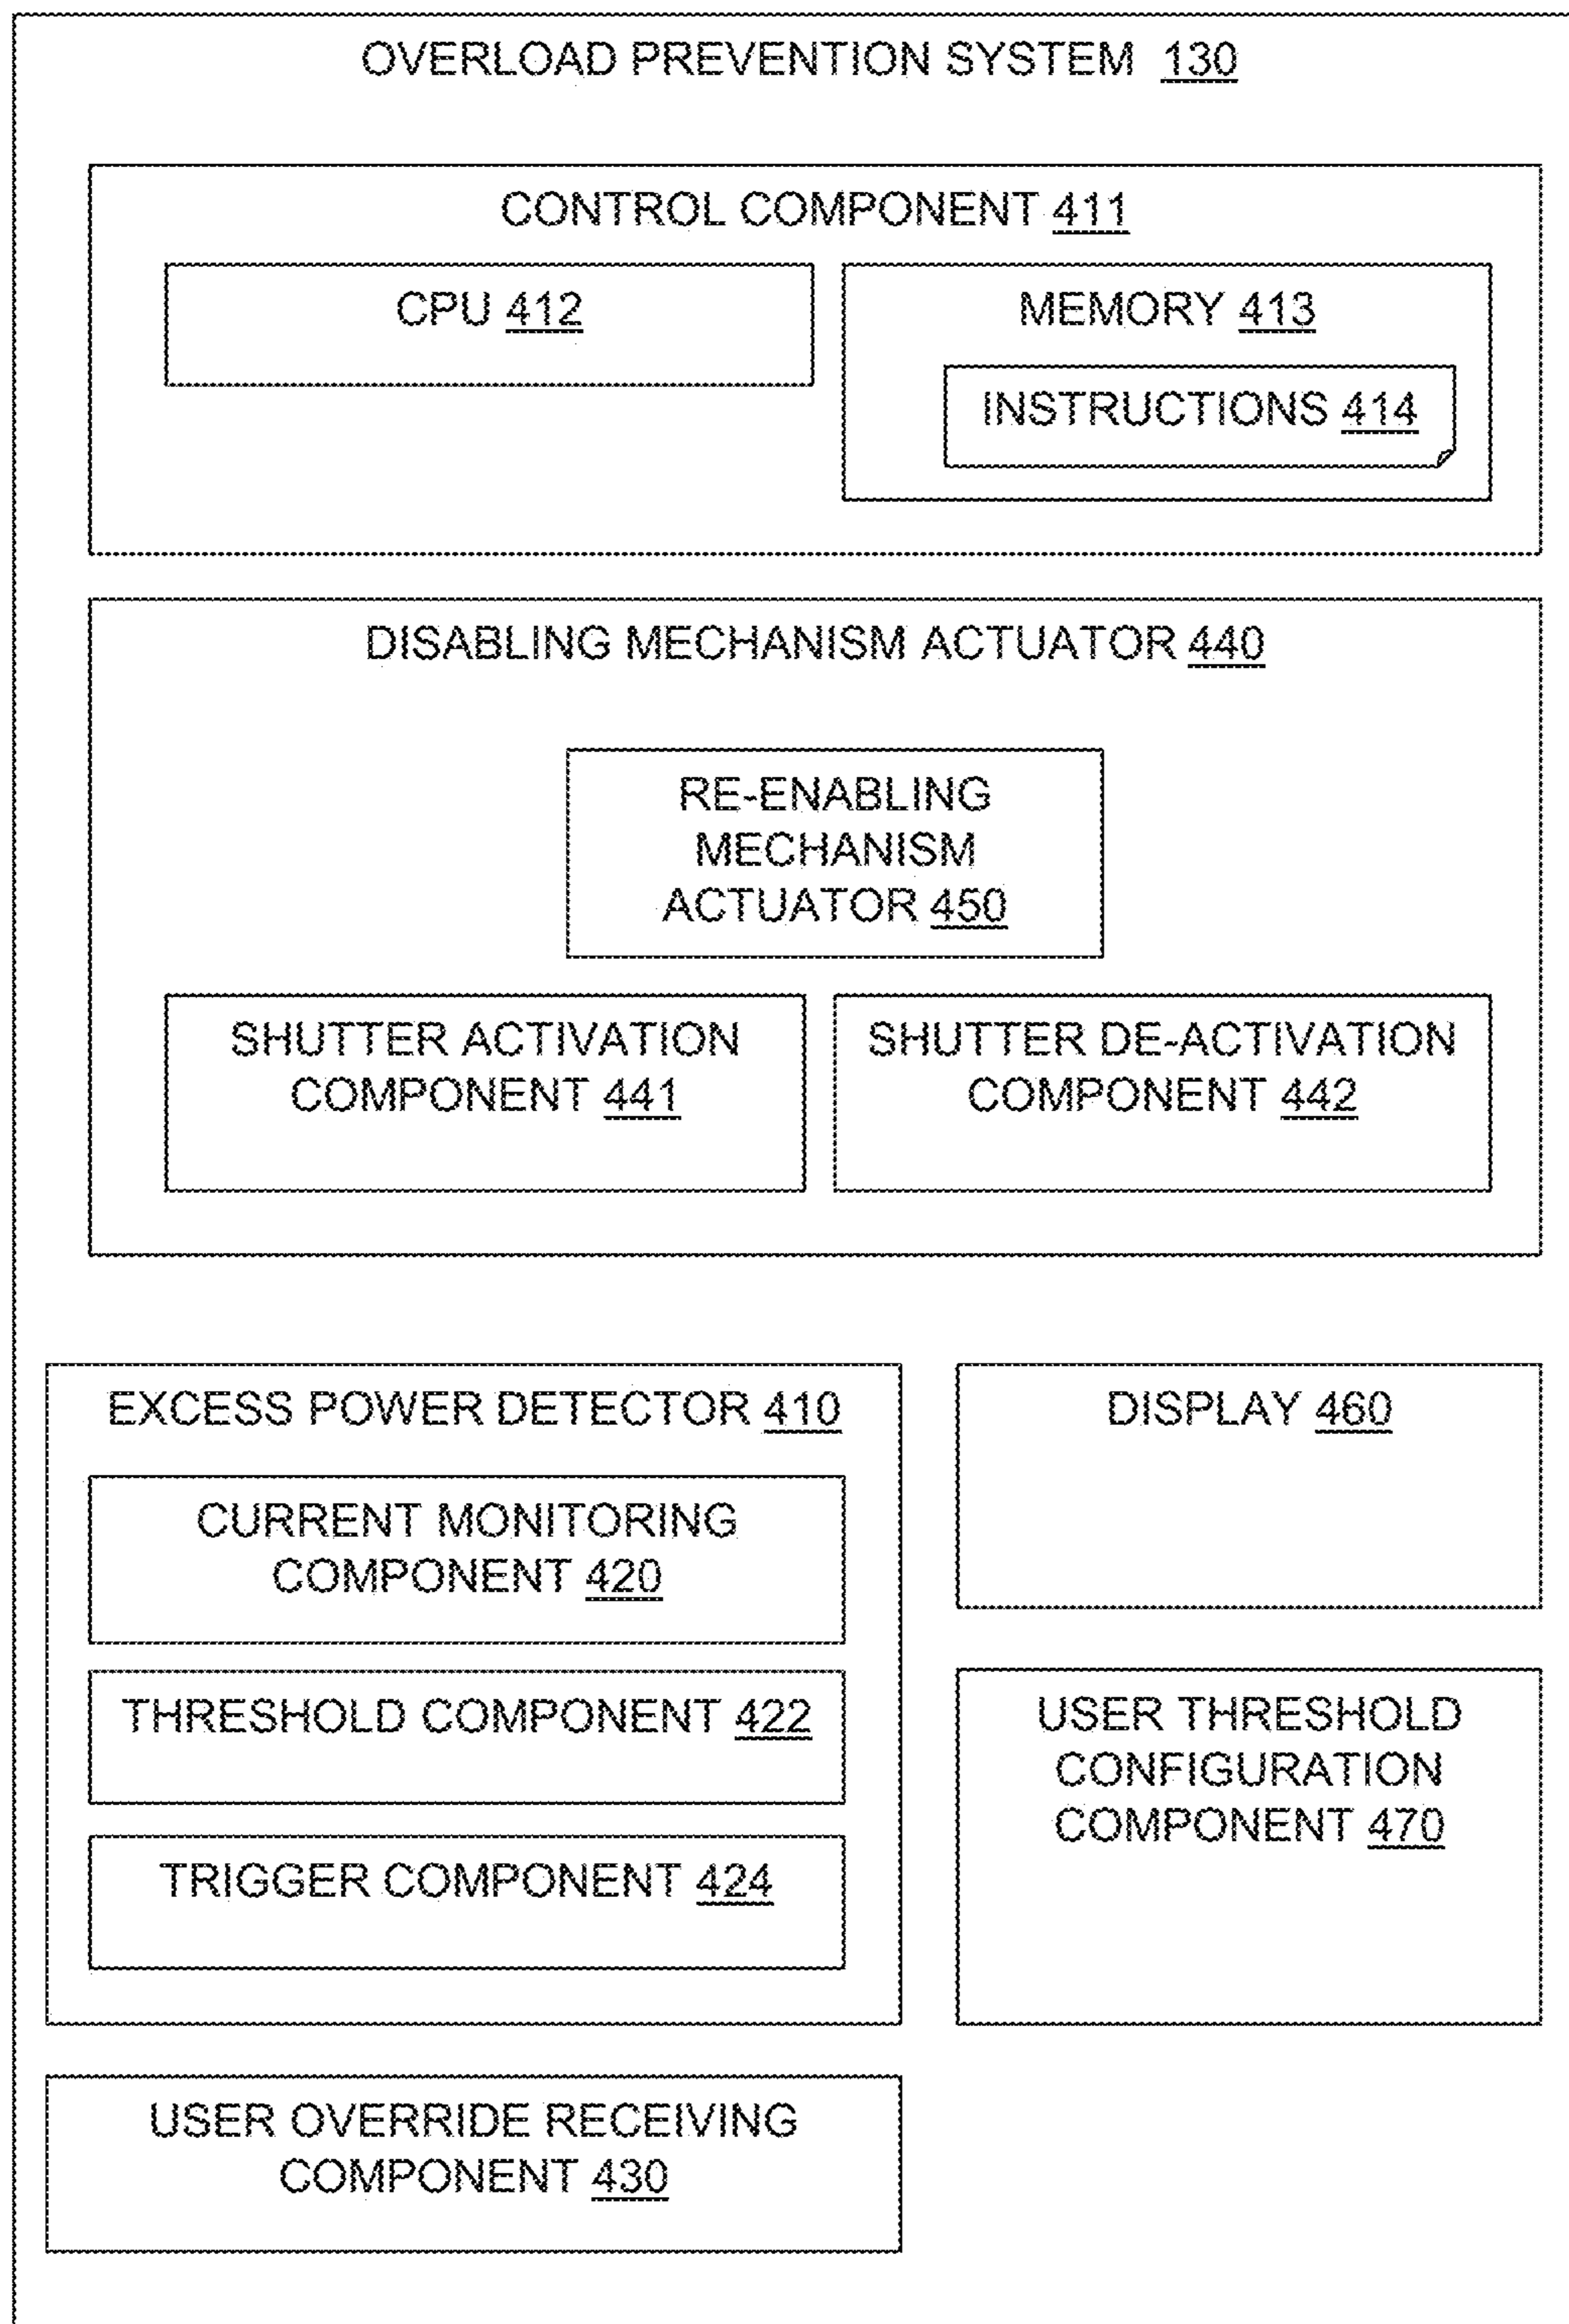 OVERLOAD PREVENTION SYSTEM 130
CONTROL COMPONENT 411
CPU 412
MEMORY 413
INSTRUCTIONS 414
DISABLING MECHANISM ACTUATOR 440
RE-ENABLING
MECHANISM
ACTUATOR 450
SHUTTER ACTIVATION
COMPONENT 441
SHUTTER DE-ACTIVATION
COMPONENT 442
EXCESS POWER DETECTOR 410
CURRENT MONITORING
COMPONENT 420
THRESHOLD COMPONENT 422
TRIGGER COMPONENT 424
DISPLAY 460
USER THRESHOLD
CONFIGURATION
COMPONENT 470
USER OVERRIDE RECEIVING
COMPONENT 430